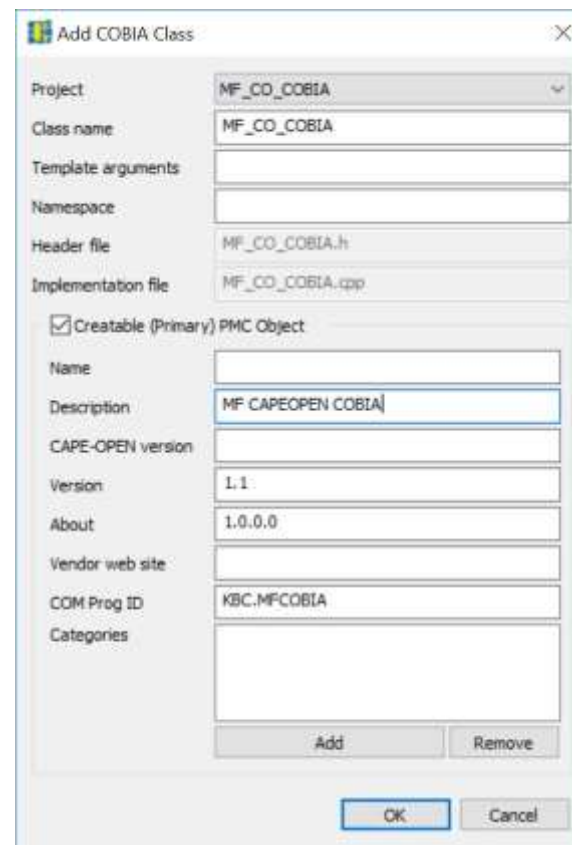 Add COBIA Class
Project MF_CO_COBIA
Class name MF_CO_COBIA
Template arguments
Namespace
Header file MF_CO_COBIA.h
Implementation file MF_CO_COBIA.cpp
Creatable (Primary) PMC Object
Name
Description MF CAPEOPEN COBIA
CAPE-OPEN version
Version 1.1
About 1.0.0.0
Vendor web site
COM Prog ID KBC.MFCOBIA
Categories
Add Remove
OK Cancel